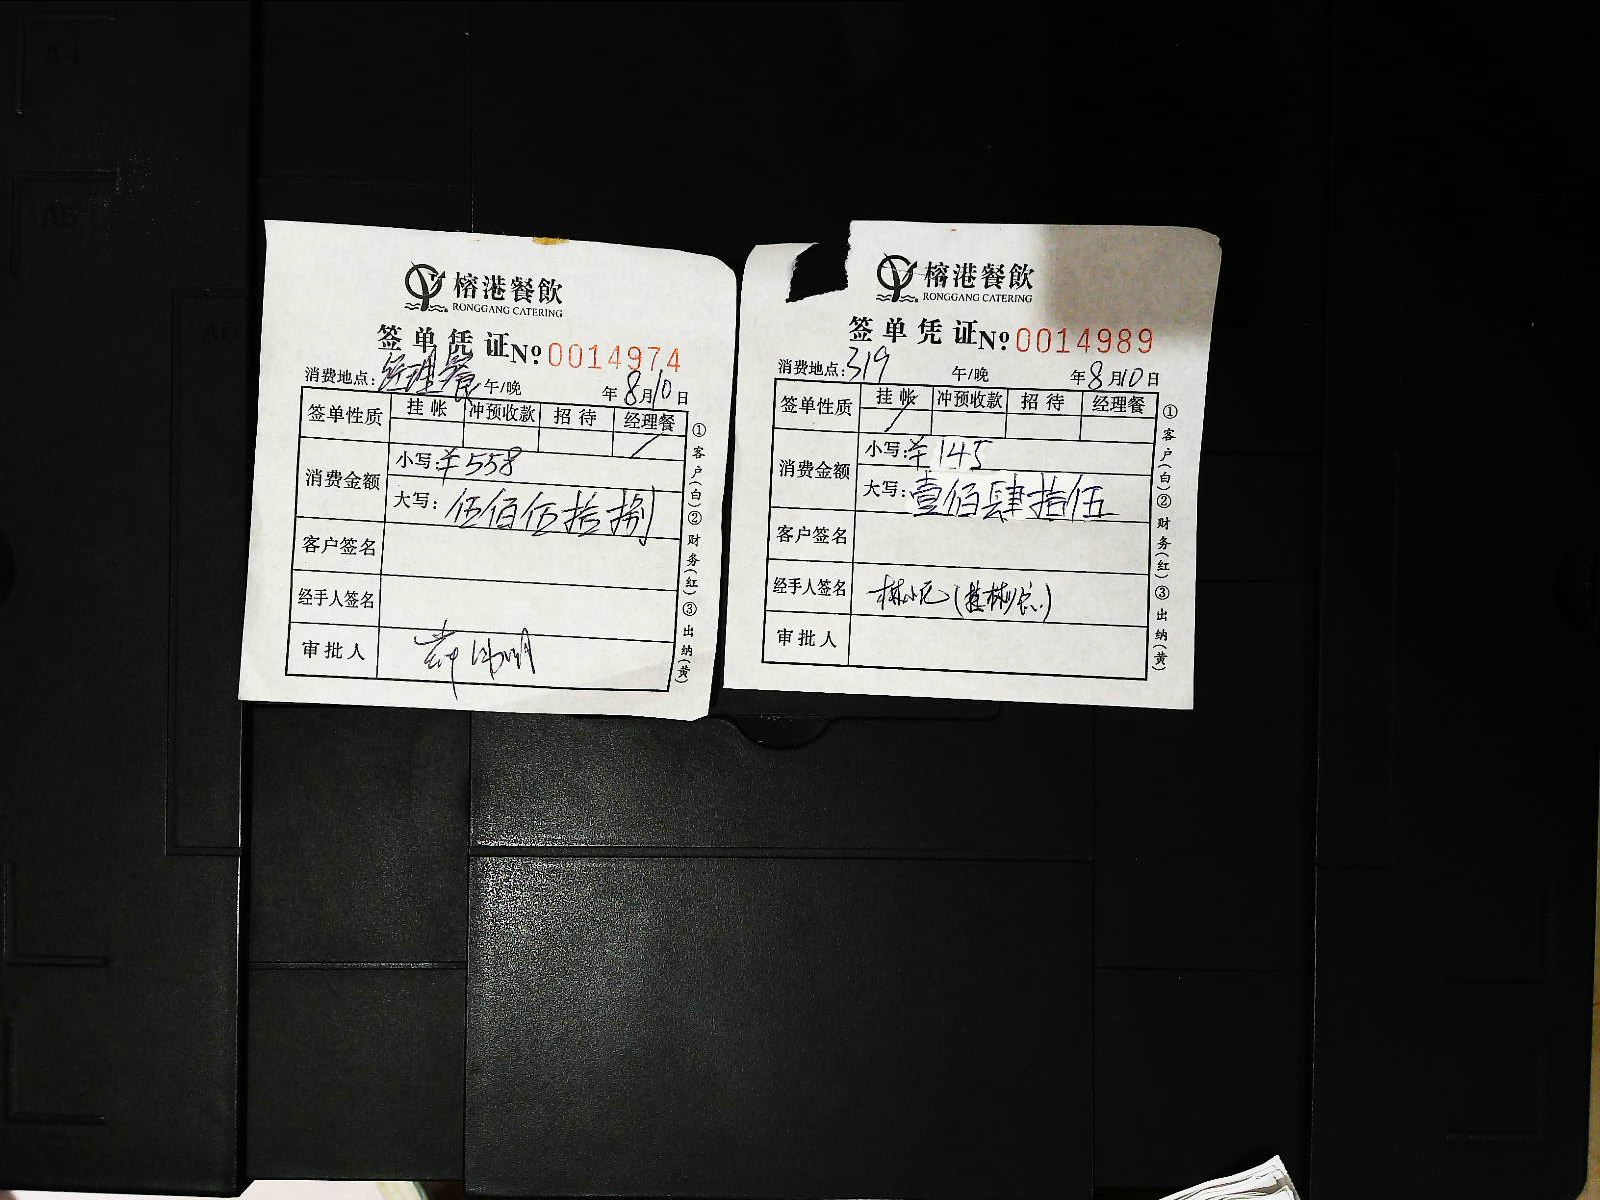 榕港餐飲
RONGGANG CATERING
签单凭证 №:0014974
消费地点:经理餐 午/晚 年8月10日
签单性质 挂帐 冲预收款 招待 经理餐
消费金额 小写:¥558
大写:伍佰伍拾捌
客户签名
经手人签名
审批人
①客户(白)②财务(红)③出纳(黄)
榕港餐飲
RONGGANG CATERING
签单凭证 №:0014989
消费地点:319 午/晚 年8月10日
签单性质 挂帐 冲预收款 招待 经理餐
消费金额 小写:¥145
大写:壹佰肆拾伍
客户签名
经手人签名
审批人
①客户(白)②财务(红)③出纳(黄)
A4
A5
A6